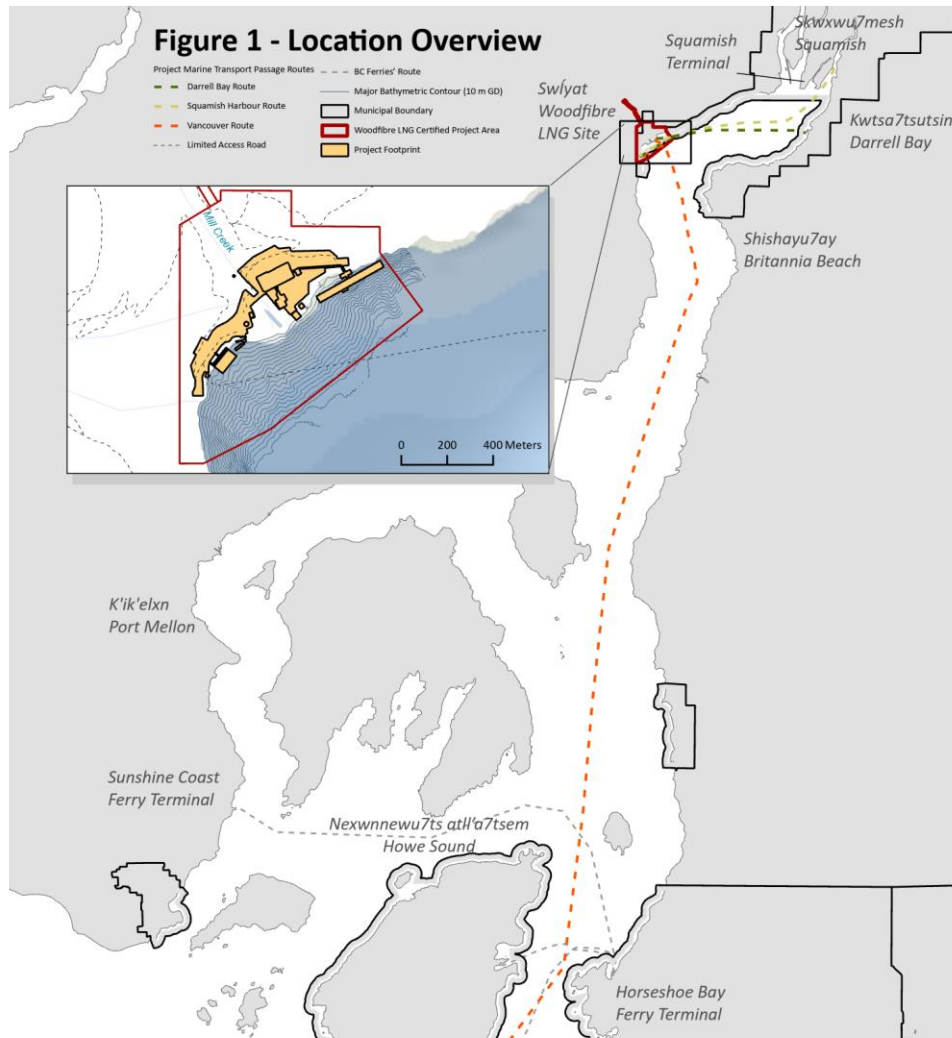 Figure 1 - Location Overview
Project Marine Transport Passage Routes
Darrell Bay Route
Squamish Harbour Route
Vancouver Route
Limited Access Road
BC Ferries' Route
Major Bathymetric Contour (10 m GD)
Municipal Boundary
Woodfibre LNG Certified Project Area
Project Footprint
Skwxwu7mesh
Squamish
Squamish
Terminal
Swiyat
Woodfibre
LNG Site
Kwtsa7tsutsin
Darrell Bay
Shishayu7ay
Britannia Beach
Mill Creek
0 200 400 Meters
K'ik'elxn
Port Mellon
Sunshine Coast
Ferry Terminal
Nexwnnewu7ts atll'a7tsem
Howe Sound
Horseshoe Bay
Ferry Terminal